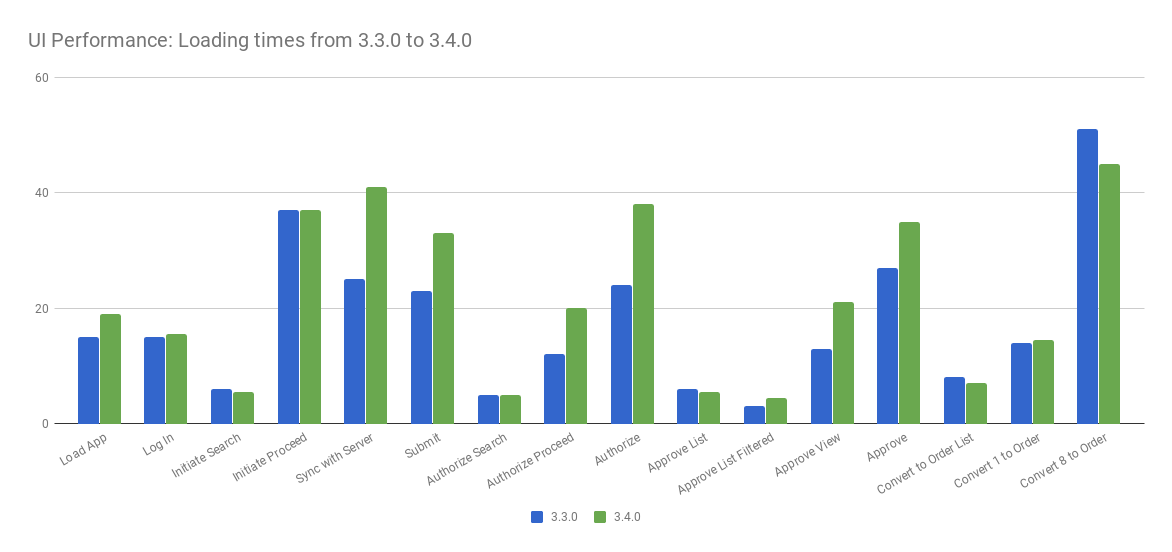 UI Performance: Loading times from 3.3.0 to 3.4.0
60
40
20
0
Load App
Log In
Initiate Search
Initiate Proceed
Sync with Server
Submit
Authorize Search
Authorize Proceed
Authorize
Approve List
Approve List Filtered
Approve View
Approve
Convert to Order List
Convert 1 to Order
Convert 8 to Order
3.3.0
3.4.0